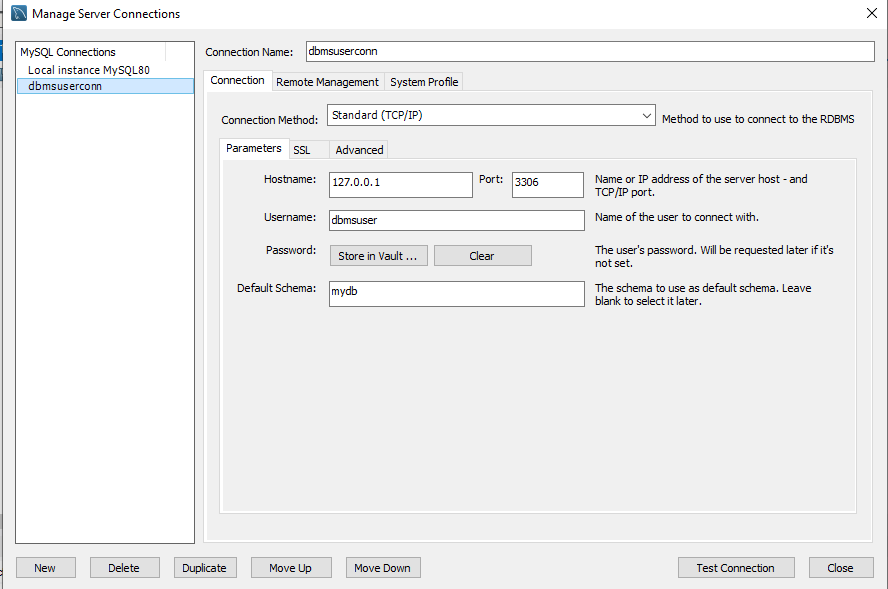 Manage Server Connections
MySQL Connections
Local instance MySQL80
dbmsuserconn
Connection Name: dbmsuserconn
Connection Remote Management System Profile
Connection Method: Standard (TCP/IP) Method to use to connect to the RDBMS
Parameters SSL Advanced
Hostname: 127.0.0.1 Port: 3306 Name or IP address of the server host - and
TCP/IP port.
Username: dbmsuser Name of the user to connect with.
Password: Store in Vault ... Clear The user's password. Will be requested later if it's
not set.
Default Schema: mydb The schema to use as default schema. Leave
blank to select it later.
New Delete Duplicate Move Up Move Down Test Connection Close